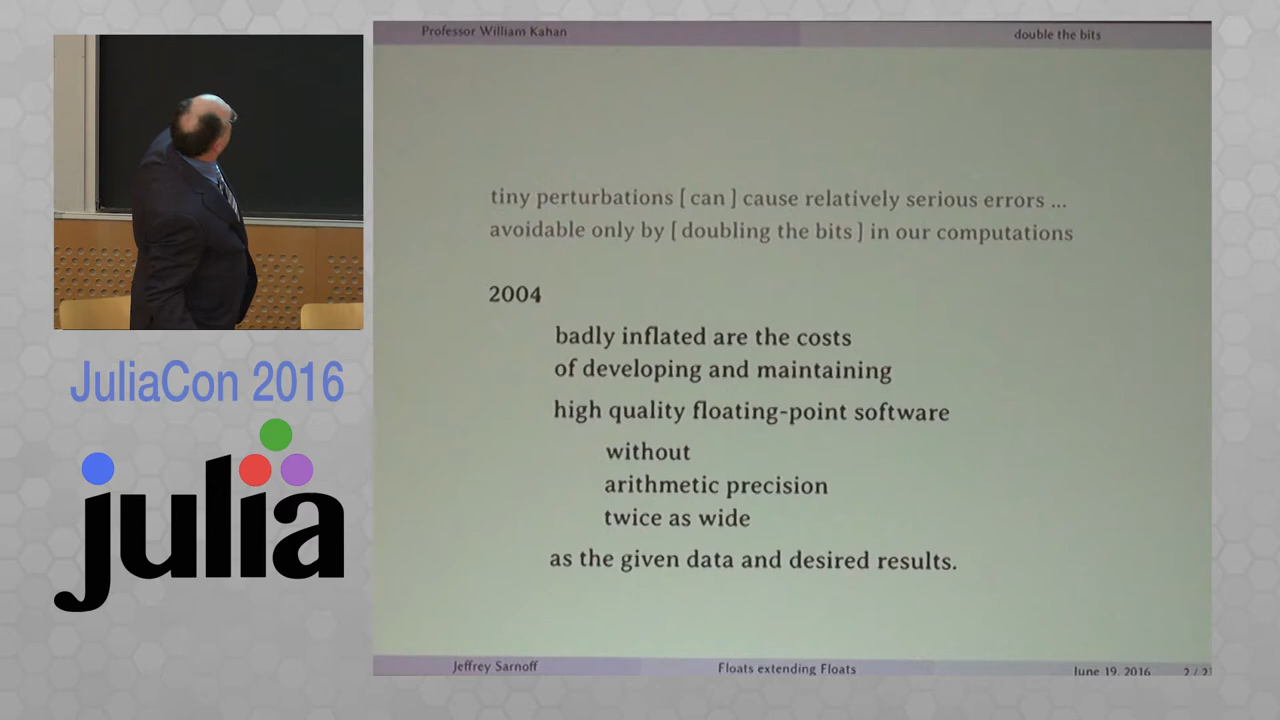 Professor William Kahan
double the bits
tiny perturbations [ can ] cause relatively serious errors ...
avoidable only by [ doubling the bits ] in our computations
2004
badly inflated are the costs
of developing and maintaining
high quality floating-point software
without
arithmetic precision
twice as wide
as the given data and desired results.
Jeffrey Sarnoff
Floats extending Floats
June 19, 2016
JuliaCon 2016
julia